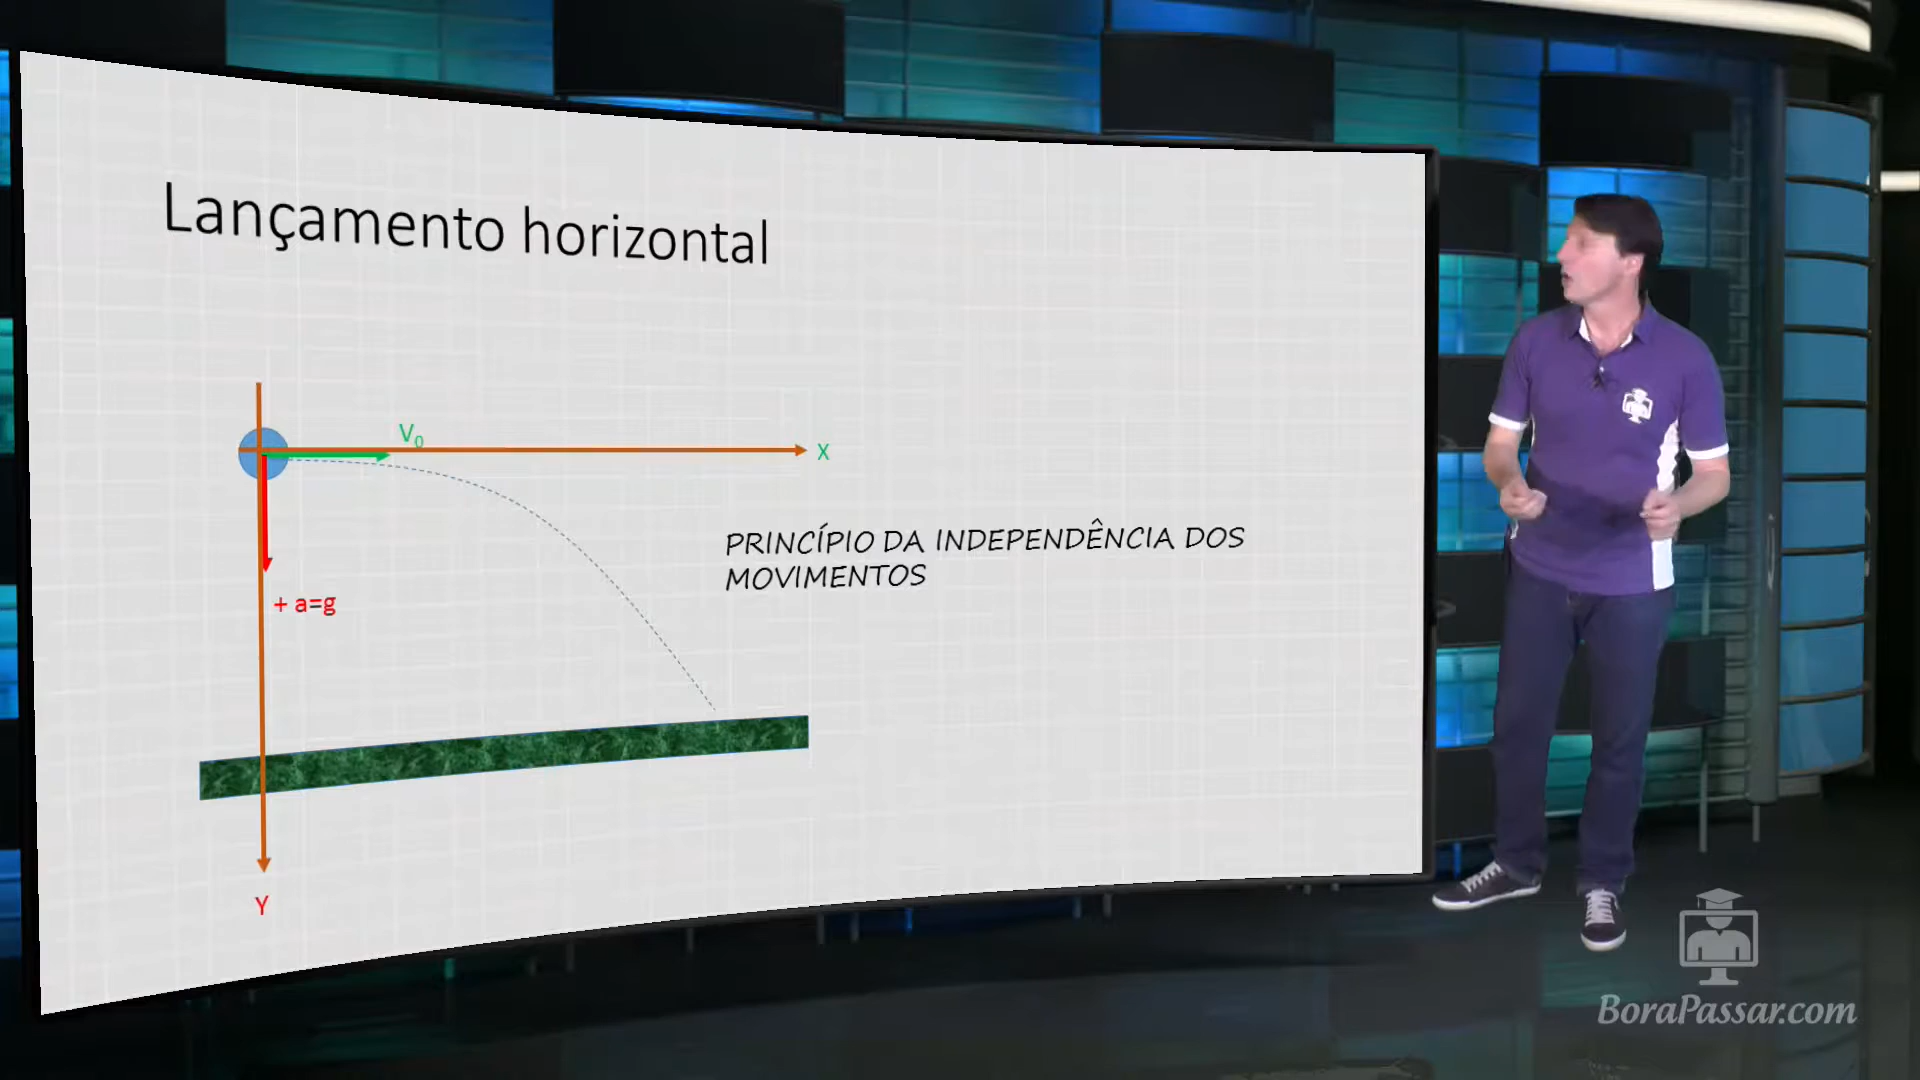 Lançamento horizontal
V₀
X
PRINCÍPIO DA INDEPENDÊNCIA DOS
MOVIMENTOS
+ a=g
Y
BoraPassar.com